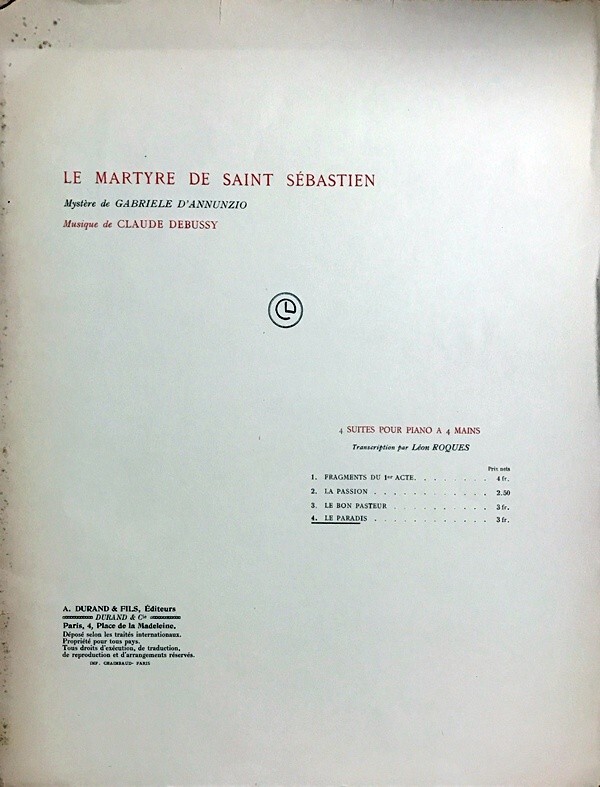 LE MARTYRE DE SAINT SÉBASTIEN
Mystère de GABRIELE D'ANNUNZIO
Musique de CLAUDE DEBUSSY
4 SUITES POUR PIANO A 4 MAINS
Transcription par Léon ROQUES
Prix nets
1. FRAGMENTS DU 1er ACTE. . . . . . . . 4 fr.
2. LA PASSION . . . . . . . . . . . . 2.50
3. LE BON PASTEUR . . . . . . . . . . 3 fr.
4. LE PARADIS . . . . . . . . . . . . 3 fr.
A. DURAND & FILS, Éditeurs
DURAND & Cie
Paris, 4, Place de la Madeleine.
Déposé selon les traités internationaux.
Propriété pour tous pays.
Tous droits d'exécution, de traduction,
de reproduction et d'arrangements réservés.
IMP. CHAIMBAUD- PARIS